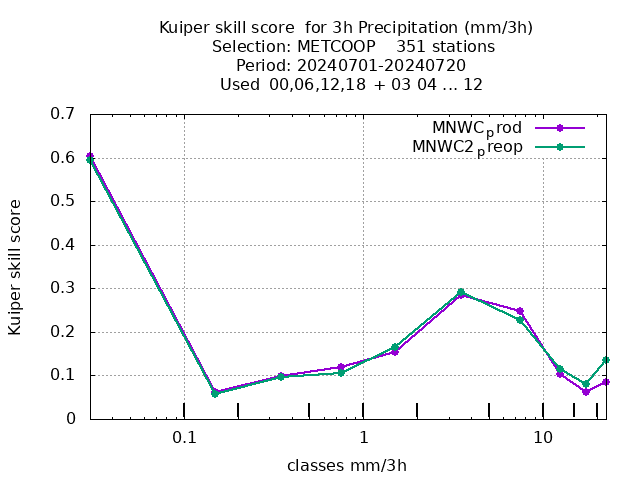 Kuiper skill score  for 3h Precipitation (mm/3h)
Selection: METCOOP    351 stations
Period: 20240701-20240720
Used  00,06,12,18  + 03 04 ... 12
MNWCprod
MNWC2preop
Kuiper skill score
0.7
0.6
0.5
0.4
0.3
0.2
0.1
0
0.1 1 10
classes mm/3h